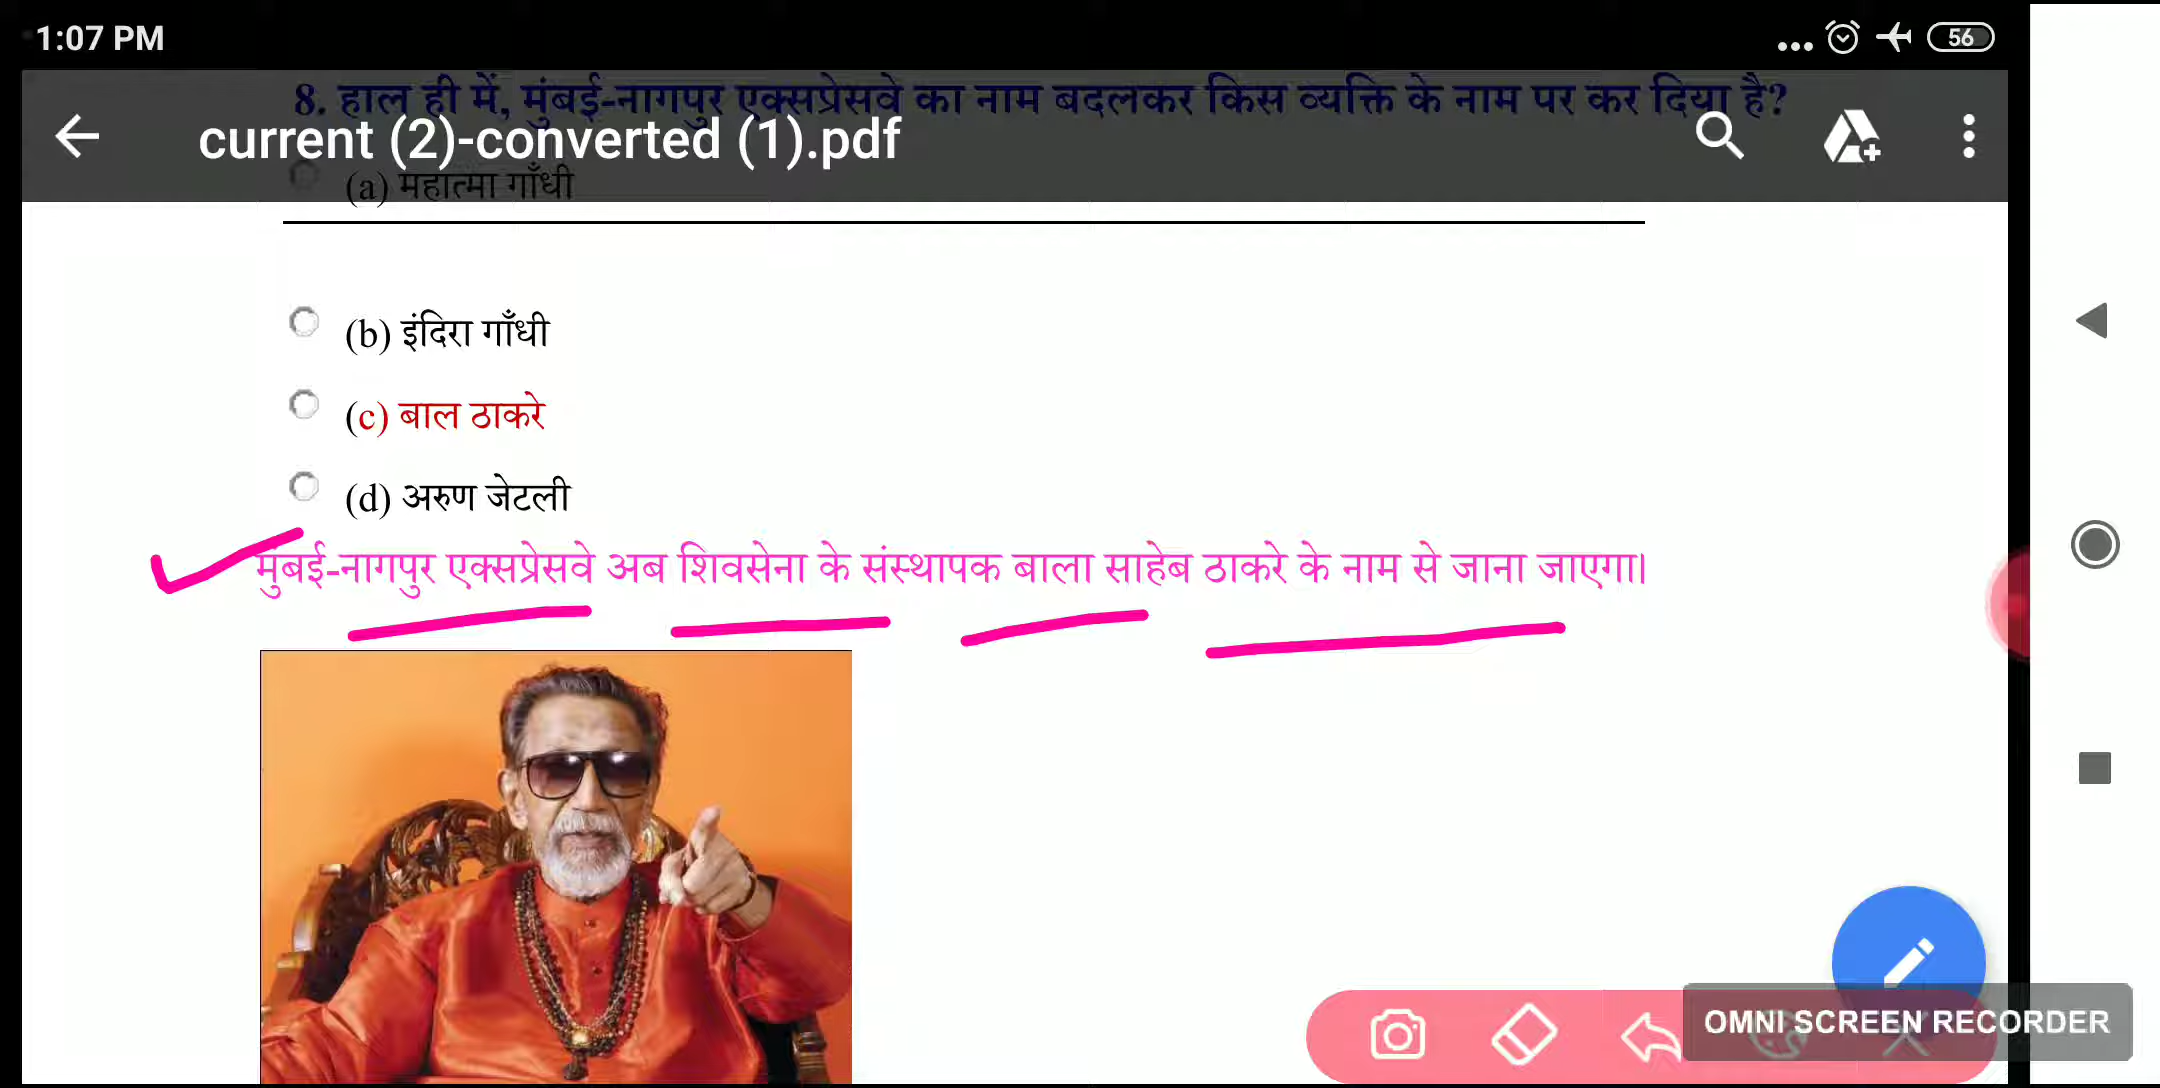 1:07 PM
56
8. हाल ही में, मुंबई-नागपुर एक्सप्रेसवे का नाम बदलकर किस व्यक्ति के नाम पर कर दिया है?
current (2)-converted (1).pdf
(a) महात्मा गाँधी
(b) इंदिरा गाँधी
(c) बाल ठाकरे
(d) अरुण जेटली
मुंबई-नागपुर एक्सप्रेसवे अब शिवसेना के संस्थापक बाला साहेब ठाकरे के नाम से जाना जाएगा।
OMNI SCREEN RECORDER